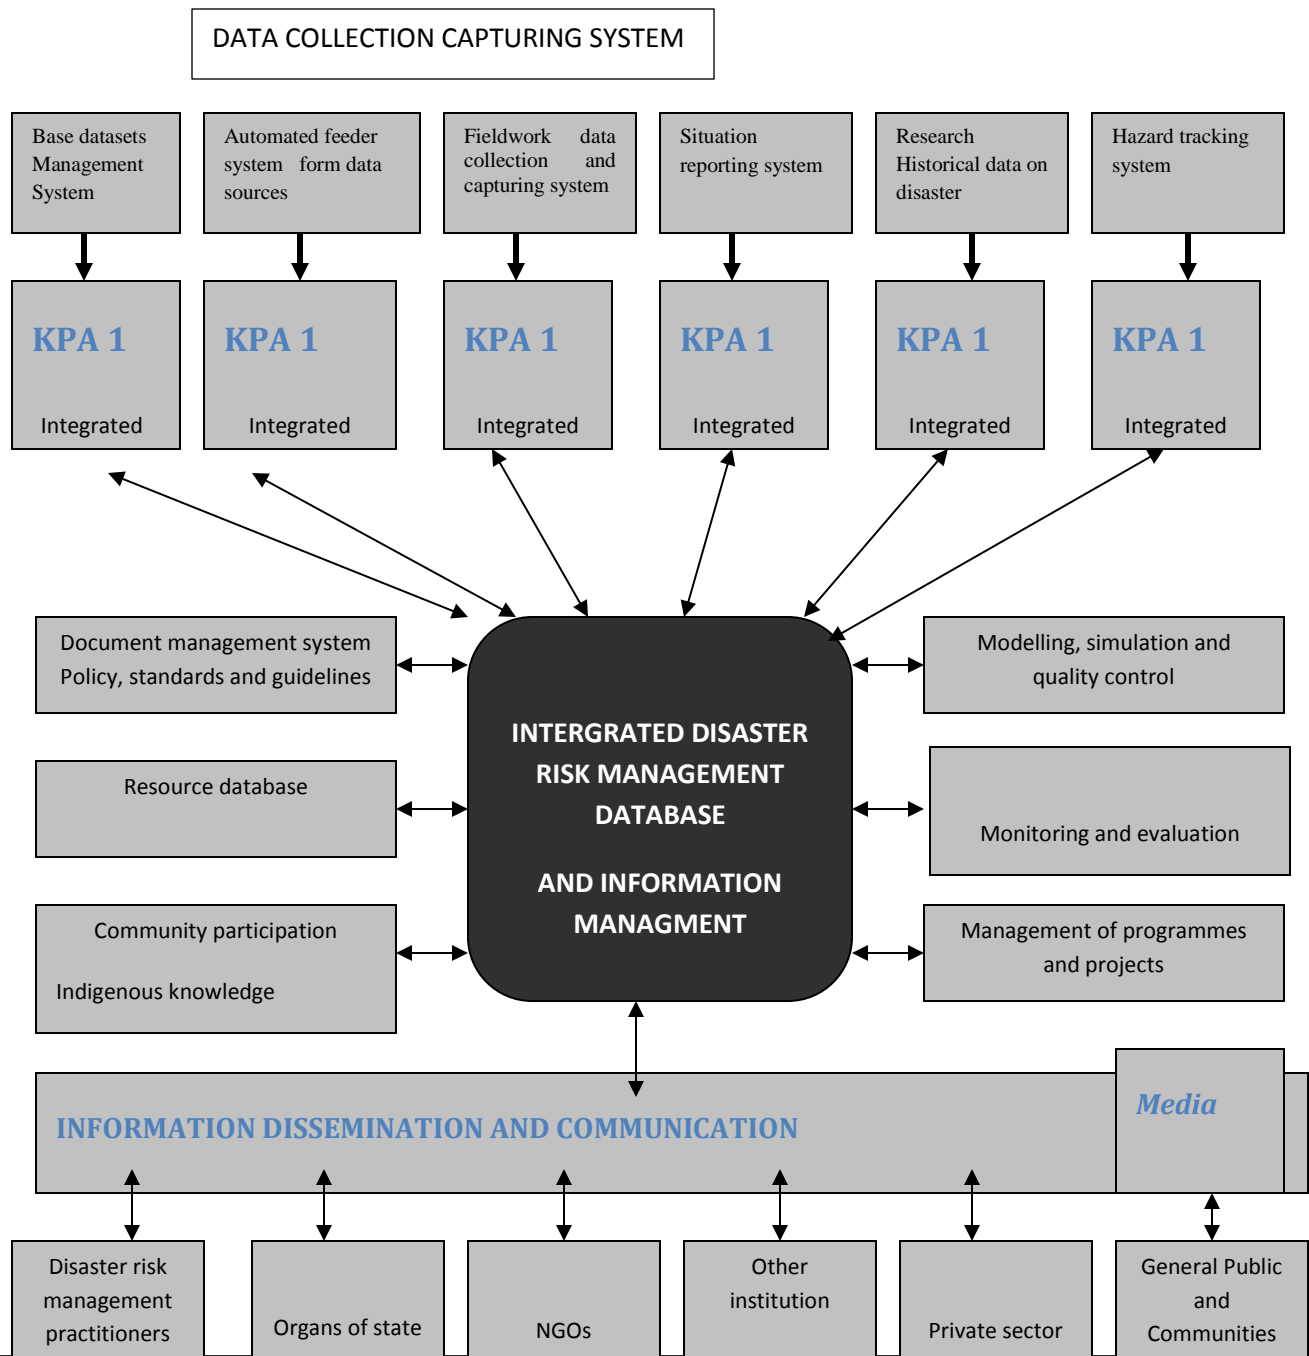 DATA COLLECTION CAPTURING SYSTEM
Base datasets
Management
System
Automated feeder
system form data
sources
Fieldwork data
collection and
capturing system
Situation
reporting system
Research
Historical data on
disaster
Hazard tracking
system
KPA 1
Integrated
KPA 1
Integrated
KPA 1
Integrated
KPA 1
Integrated
KPA 1
Integrated
KPA 1
Integrated
Document management system
Policy, standards and guidelines
Resource database
Community participation
Indigenous knowledge
INTERGRATED DISASTER
RISK MANAGEMENT
DATABASE
AND INFORMATION
MANAGMENT
Modelling, simulation and
quality control
Monitoring and evaluation
Management of programmes
and projects
INFORMATION DISSEMINATION AND COMMUNICATION
Media
Disaster risk
management
practitioners
Organs of state
NGOs
Other
institution
Private sector
General Public
and
Communities